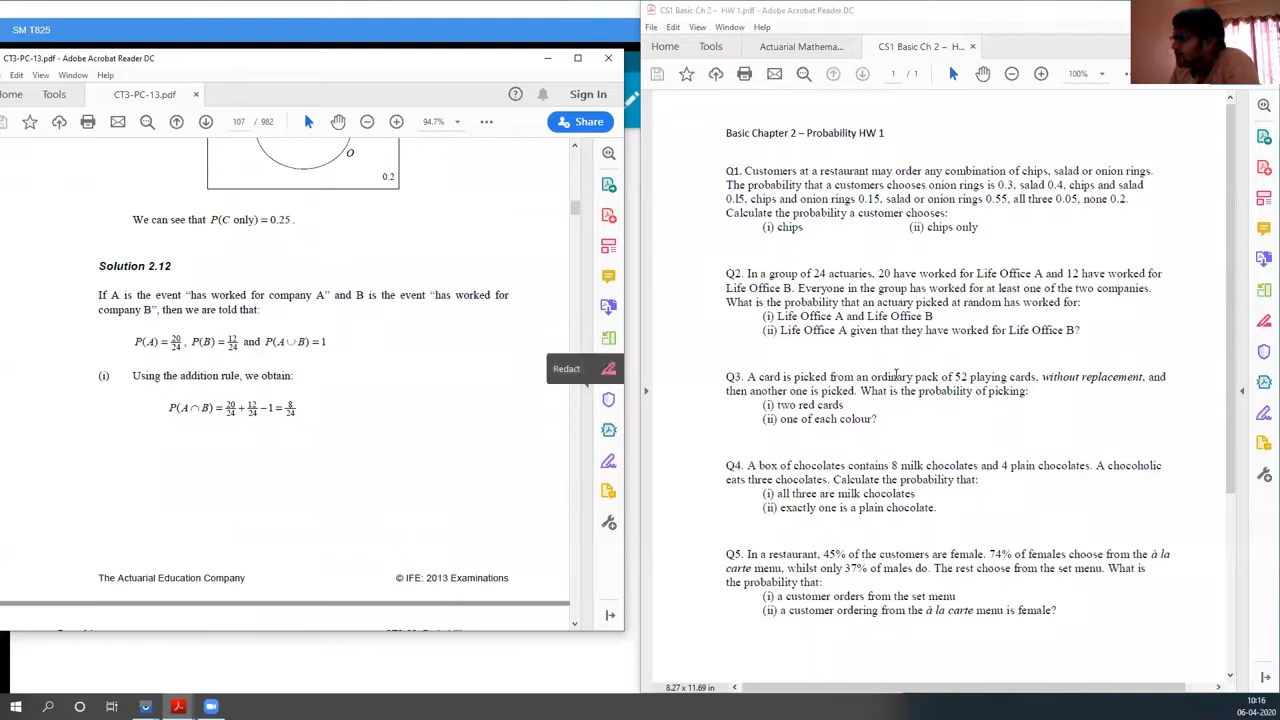 SM T825
CT3-PC-13.pdf - Adobe Acrobat Reader DC
Edit View Window Help
Tools CT3-PC-13.pdf × Sign In
107 / 982 94.7% Share
O
0.2
We can see that P(C only) = 0.25 .
Solution 2.12
If A is the event “has worked for company A” and B is the event “has worked for
company B”, then we are told that:
P(A) = 20/24 , P(B) = 12/24 and P(A ∪ B) = 1
(i) Using the addition rule, we obtain:
P(A ∩ B) = 20/24 + 12/24 − 1 = 8/24
Redact
The Actuarial Education Company © IFE: 2013 Examinations
CS1 Basic Ch 2 – HW 1.pdf - Adobe Acrobat Reader DC
File Edit View Window Help
Home Tools Actuarial Mathema... CS1 Basic Ch 2 – H... ×
1 / 1 100%
Basic Chapter 2 – Probability HW 1
Q1. Customers at a restaurant may order any combination of chips, salad or onion rings.
The probability that a customers chooses onion rings is 0.3, salad 0.4, chips and salad
0.l5, chips and onion rings 0.15, salad or onion rings 0.55, all three 0.05, none 0.2.
Calculate the probability a customer chooses:
(i) chips (ii) chips only
Q2. In a group of 24 actuaries, 20 have worked for Life Office A and 12 have worked for
Life Office B. Everyone in the group has worked for at least one of the two companies.
What is the probability that an actuary picked at random has worked for:
(i) Life Office A and Life Office B
(ii) Life Office A given that they have worked for Life Office B?
Q3. A card is picked from an ordinary pack of 52 playing cards, without replacement, and
then another one is picked. What is the probability of picking:
(i) two red cards
(ii) one of each colour?
Q4. A box of chocolates contains 8 milk chocolates and 4 plain chocolates. A chocoholic
eats three chocolates. Calculate the probability that:
(i) all three are milk chocolates
(ii) exactly one is a plain chocolate.
Q5. In a restaurant, 45% of the customers are female. 74% of females choose from the à la
carte menu, whilst only 37% of males do. The rest choose from the set menu. What is
the probability that:
(i) a customer orders from the set menu
(ii) a customer ordering from the à la carte menu is female?
8.27 x 11.69 in
10:16
06-04-2020